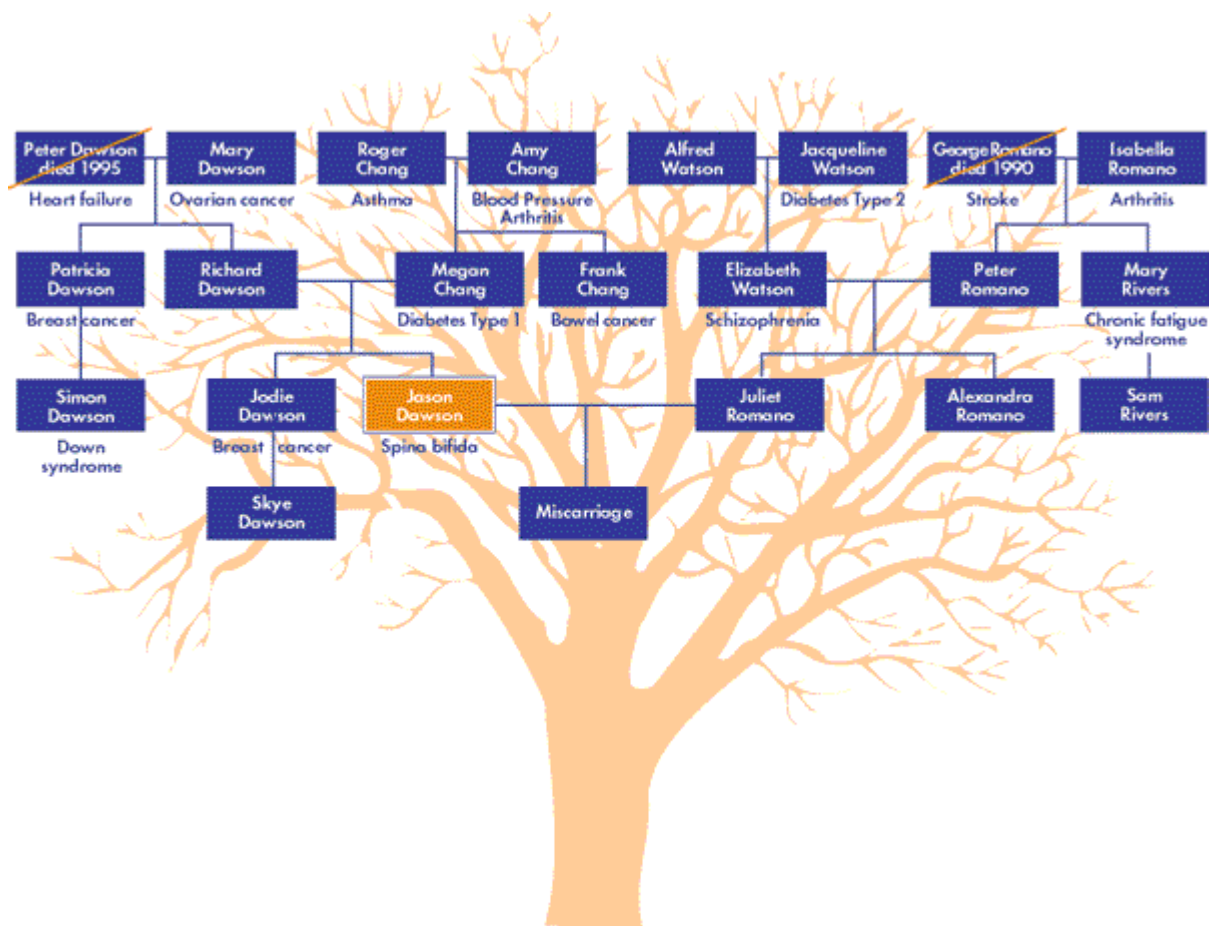 Peter Dawson
died 1995
Mary
Dawson
Roger
Chang
Amy
Chang
Alfred
Watson
Jacqueline
Watson
George Romano
died 1990
Isabella
Romano
Heart failure
Ovarian cancer
Asthma
Blood Pressure
Arthritis
Diabetes Type 2
Stroke
Arthritis
Patricia
Dawson
Richard
Dawson
Megan
Chang
Frank
Chang
Elizabeth
Watson
Peter
Romano
Mary
Rivers
Breast cancer
Diabetes Type 1
Bowel cancer
Schizophrenia
Chronic fatigue
syndrome
Simon
Dawson
Jodie
Dawson
Jason
Dawson
Juliet
Romano
Alexandra
Romano
Sam
Rivers
Down
syndrome
Breast cancer
Spina bifida
Skye
Dawson
Miscarriage